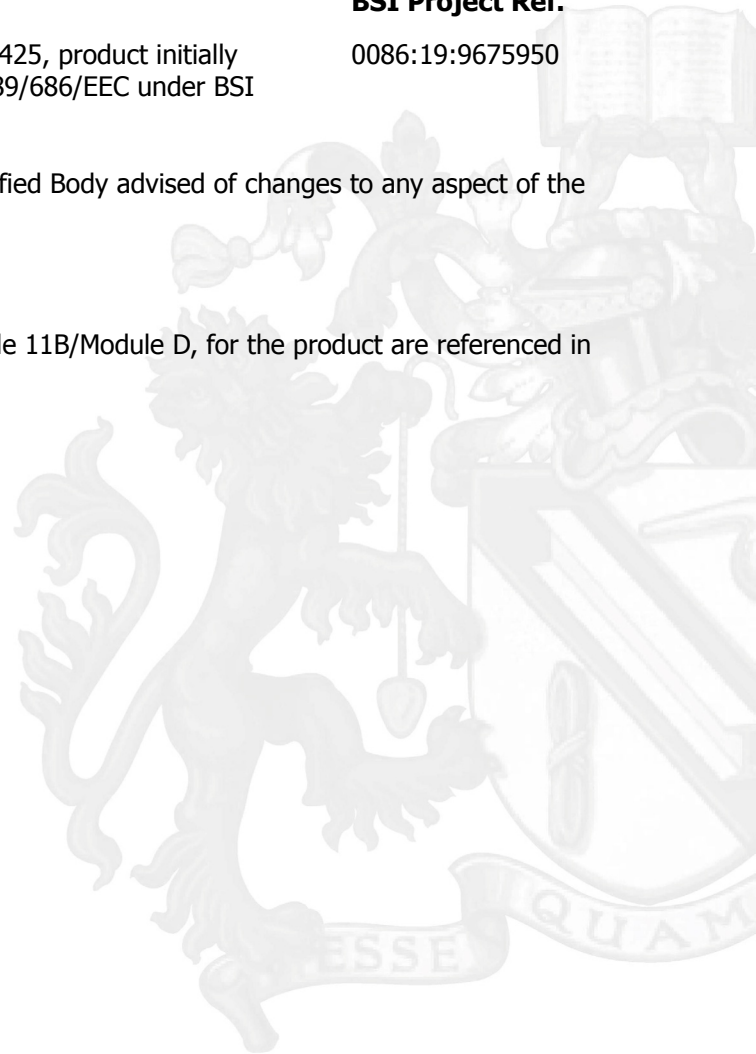 BSI Project Ref.
425, product initially 0086:19:9675950
39/686/EEC under BSI
fied Body advised of changes to any aspect of the
le 11B/Module D, for the product are referenced in
ESSE
QUAM